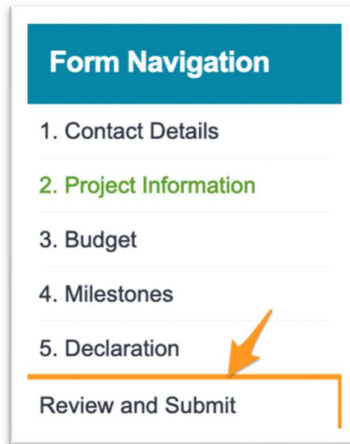 Form Navigation
1. Contact Details
2. Project Information
3. Budget
4. Milestones
5. Declaration
Review and Submit